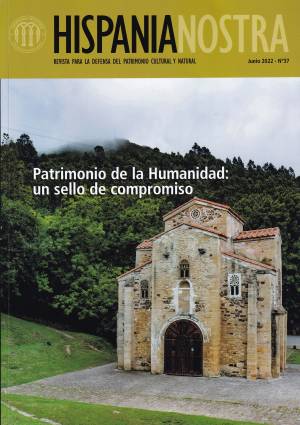 HISPANIANOSTRA
REVISTA PARA LA DEFENSA DEL PATRIMONIO CULTURAL Y NATURAL
Junio 2022 - Nº37
Patrimonio de la Humanidad:
un sello de compromiso